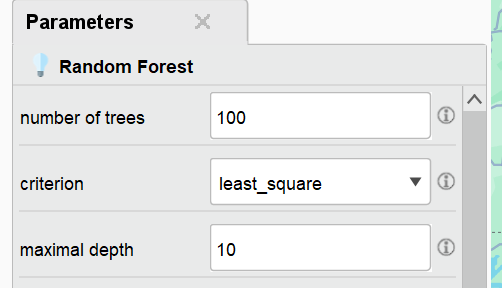 Parameters
Random Forest
number of trees 100
criterion least_square
maximal depth 10